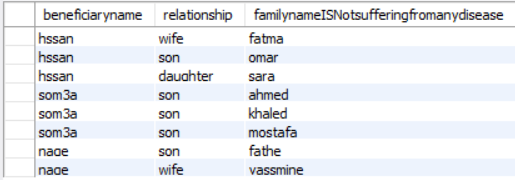 beneficiaryname relationship familynameISNotsufferingfromanydisease
hssan wife fatma
hssan son omar
hssan daughter sara
som3a son ahmed
som3a son khaled
som3a son mostafa
nage son fathe
nage wife yassmine